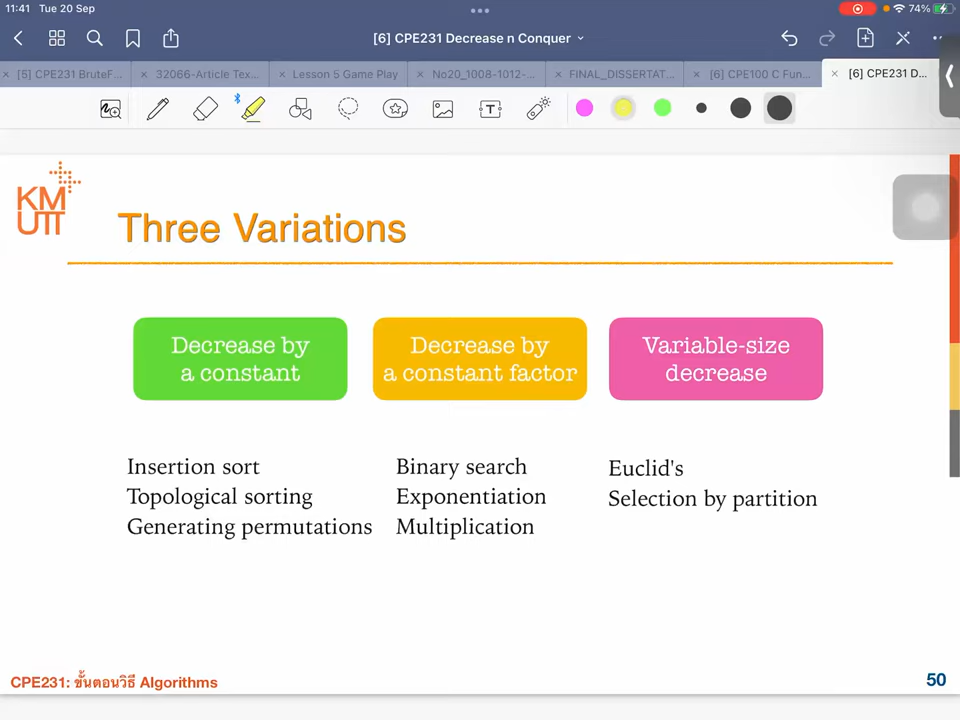 11:41 Tue 20 Sep
74%
[6] CPE231 Decrease n Conquer
[5] CPE231 BruteF...
32066-Article Tex...
Lesson 5 Game Play
No20_1008-1012-...
FINAL_DISSERTAT...
[6] CPE100 C Fun...
[6] CPE231 D...
KM
UTT
Three Variations
Decrease by
a constant
Decrease by
a constant factor
Variable-size
decrease
Insertion sort
Topological sorting
Generating permutations
Binary search
Exponentiation
Multiplication
Euclid's
Selection by partition
CPE231: ขั้นตอนวิธี Algorithms
50